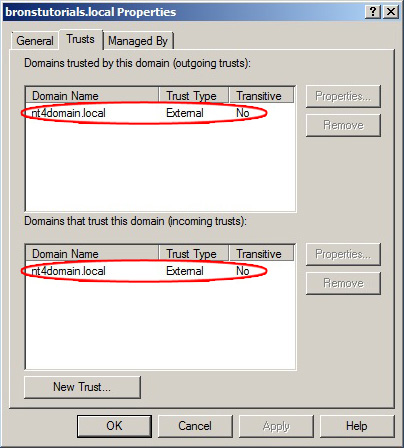 bronstutorials.local Properties
General Trusts Managed By
Domains trusted by this domain (outgoing trusts):
Domain Name Trust Type Transitive
nt4domain.local External No
Properties...
Remove
Domains that trust this domain (incoming trusts):
Domain Name Trust Type Transitive
nt4domain.local External No
Properties...
Remove
New Trust...
OK Cancel Apply Help